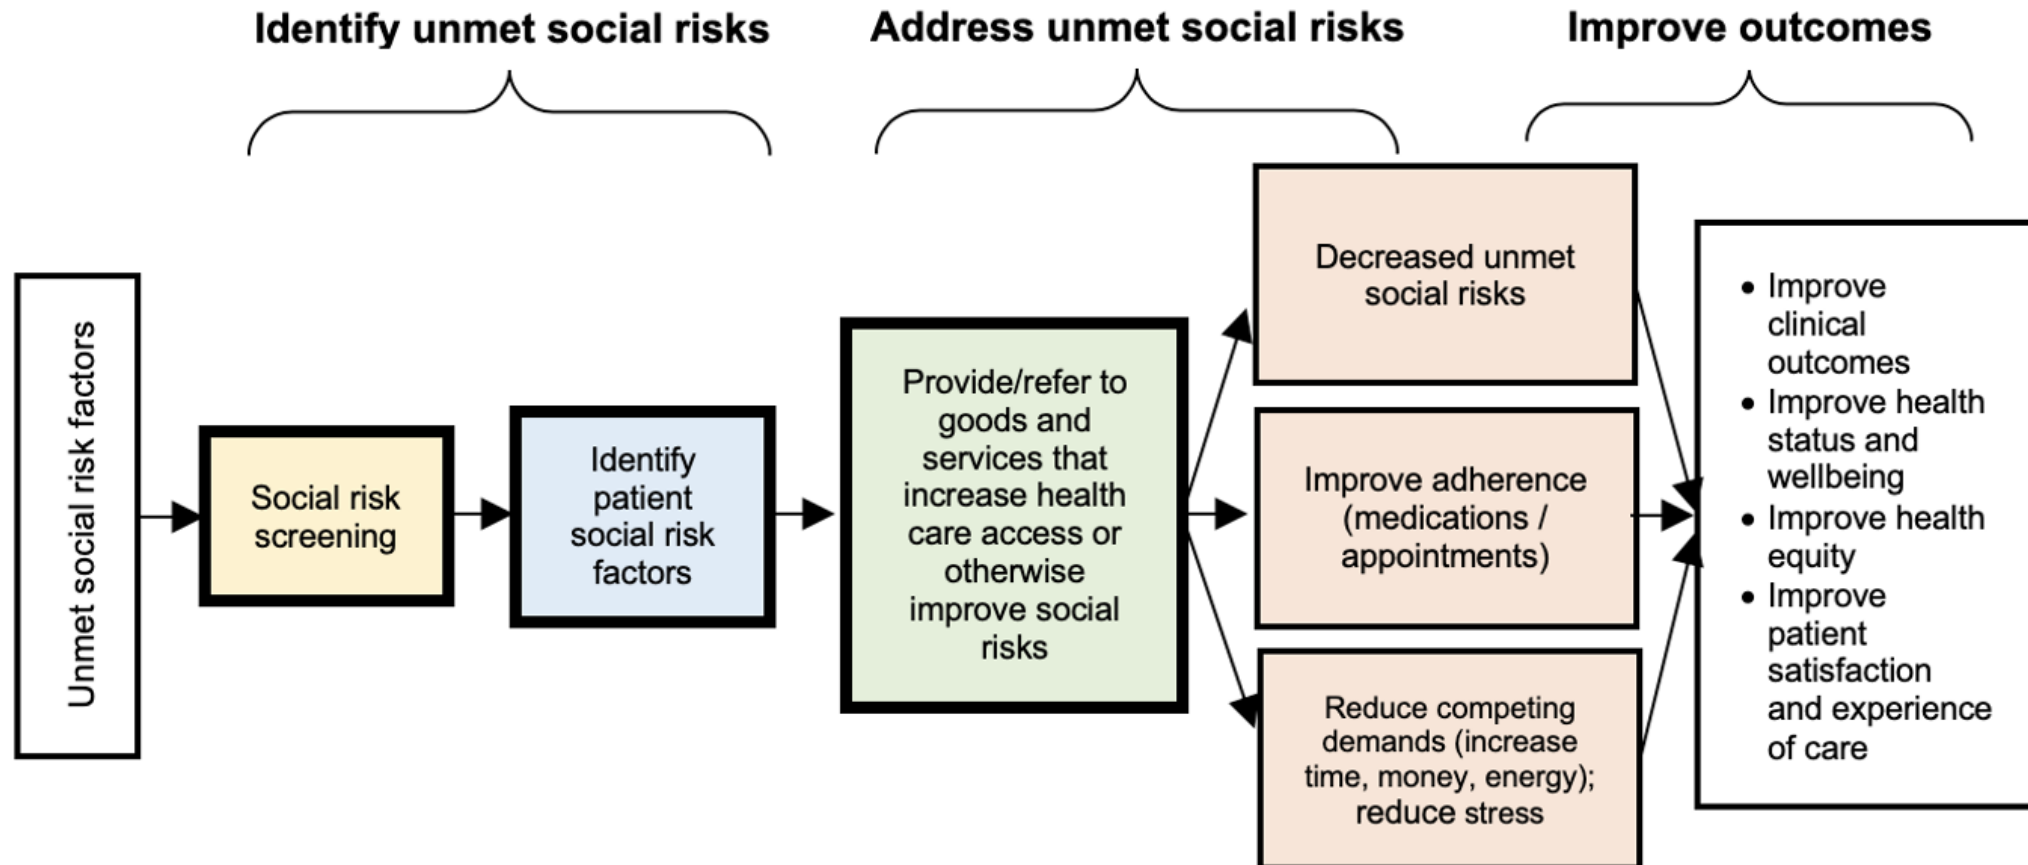 Identify unmet social risks
Address unmet social risks
Improve outcomes
Unmet social risk factors
Social risk
screening
Identify
patient
social risk
factors
Provide/refer to
goods and
services that
increase health
care access or
otherwise
improve social
risks
Decreased unmet
social risks
Improve adherence
(medications /
appointments)
Reduce competing
demands (increase
time, money, energy);
reduce stress
• Improve
clinical
outcomes
• Improve health
status and
wellbeing
• Improve health
equity
• Improve
patient
satisfaction
and experience
of care